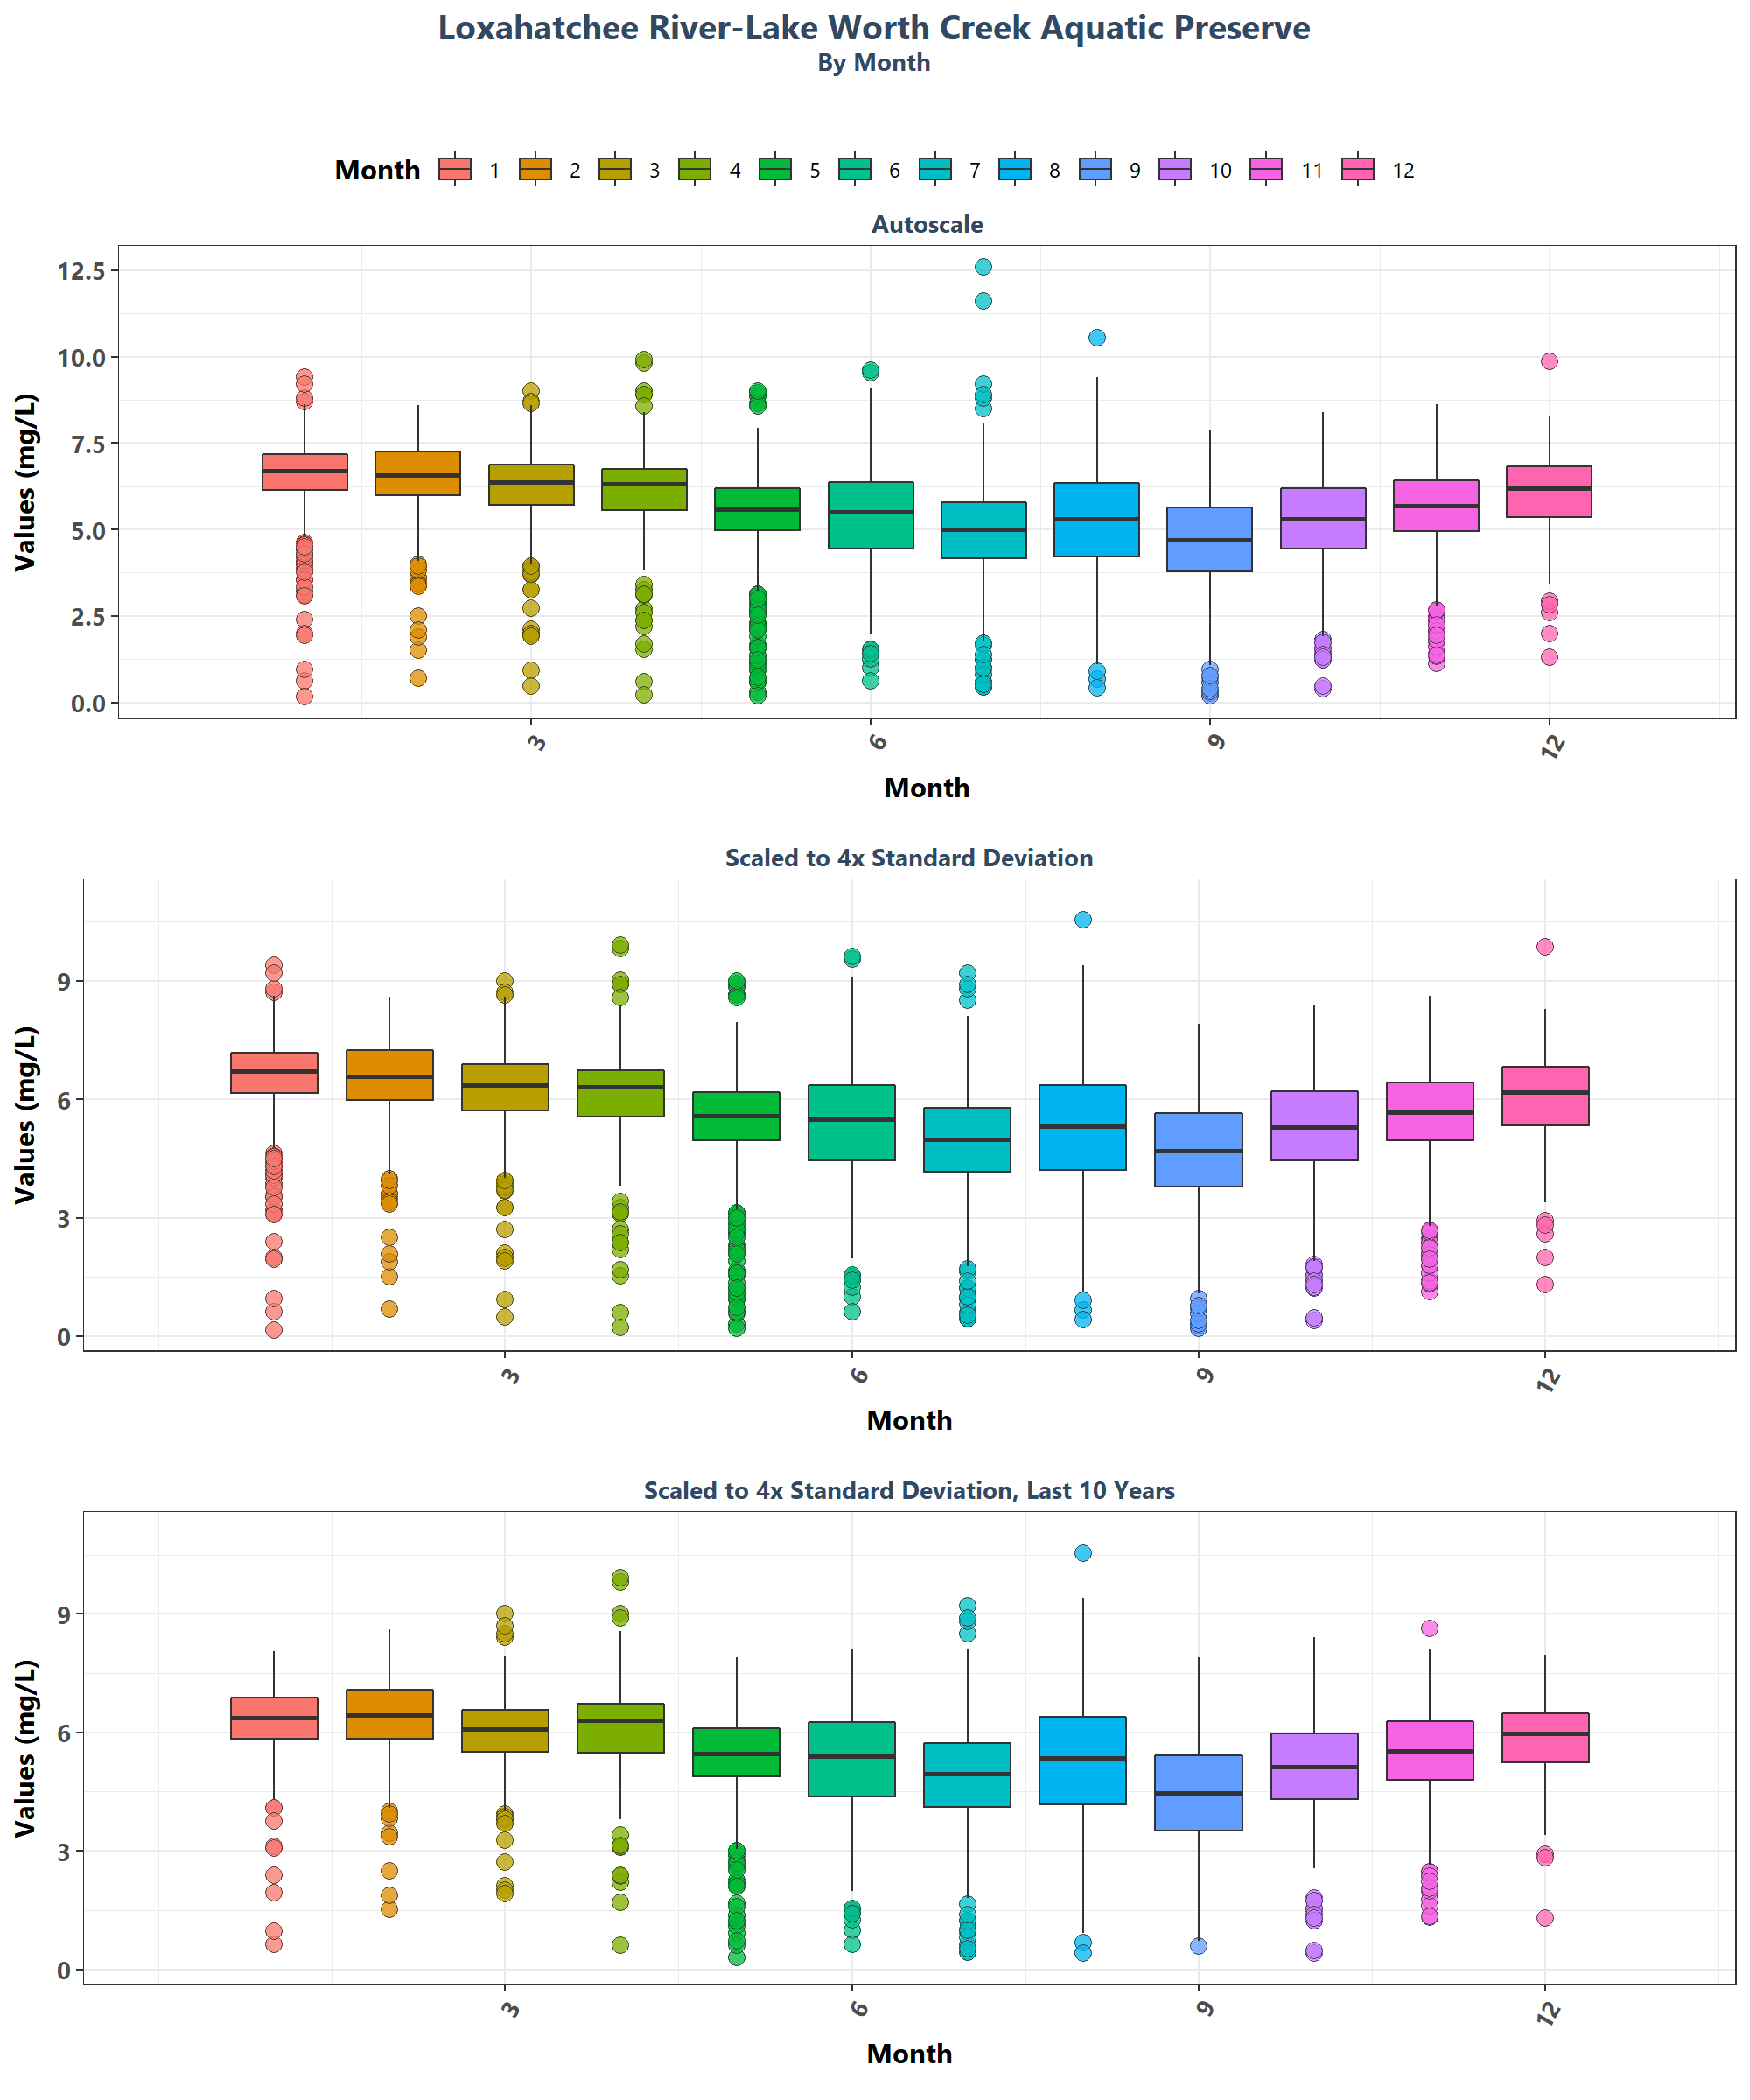 Loxahatchee River-Lake Worth Creek Aquatic Preserve
By Month
Month 1 2 3 4 5 6 7 8 9 10 11 12
Autoscale
Values (mg/L)
12.5
10.0
7.5
5.0
2.5
0.0
3 6 9 12
Month
Scaled to 4x Standard Deviation
Values (mg/L)
9
6
3
0
3 6 9 12
Month
Scaled to 4x Standard Deviation, Last 10 Years
Values (mg/L)
9
6
3
0
3 6 9 12
Month